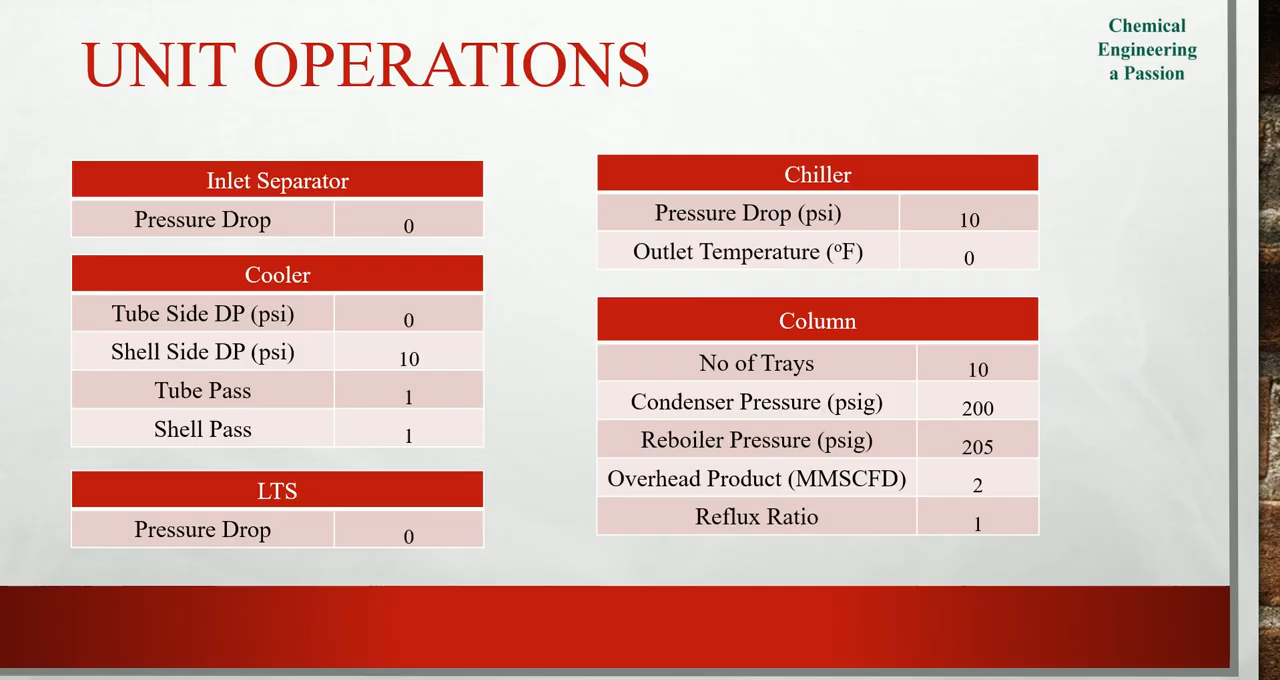 UNIT OPERATIONS
Chemical
Engineering
a Passion
Inlet Separator
Pressure Drop 0
Cooler
Tube Side DP (psi) 0
Shell Side DP (psi) 10
Tube Pass 1
Shell Pass 1
LTS
Pressure Drop 0
Chiller
Pressure Drop (psi) 10
Outlet Temperature (°F) 0
Column
No of Trays 10
Condenser Pressure (psig) 200
Reboiler Pressure (psig) 205
Overhead Product (MMSCFD) 2
Reflux Ratio 1